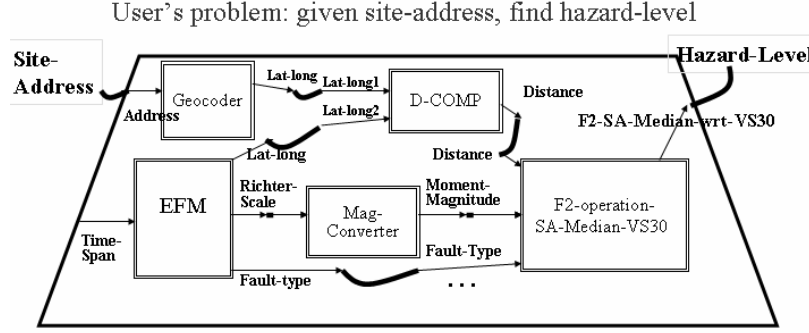 User's problem: given site-address, find hazard-level
Site-
Address
Hazard-Level
Lat-long
Lat-long1
Geocoder
Address
Lat-long2
D-COMP
Distance
F2-SA-Median-wrt-VS30
Lat-long
Distance
EFM
Richter-
Scale
Mag-
Converter
Moment-
Magnitude
F2-operation-
SA-Median-VS30
Time-
Span
Fault-type
Fault-Type
...